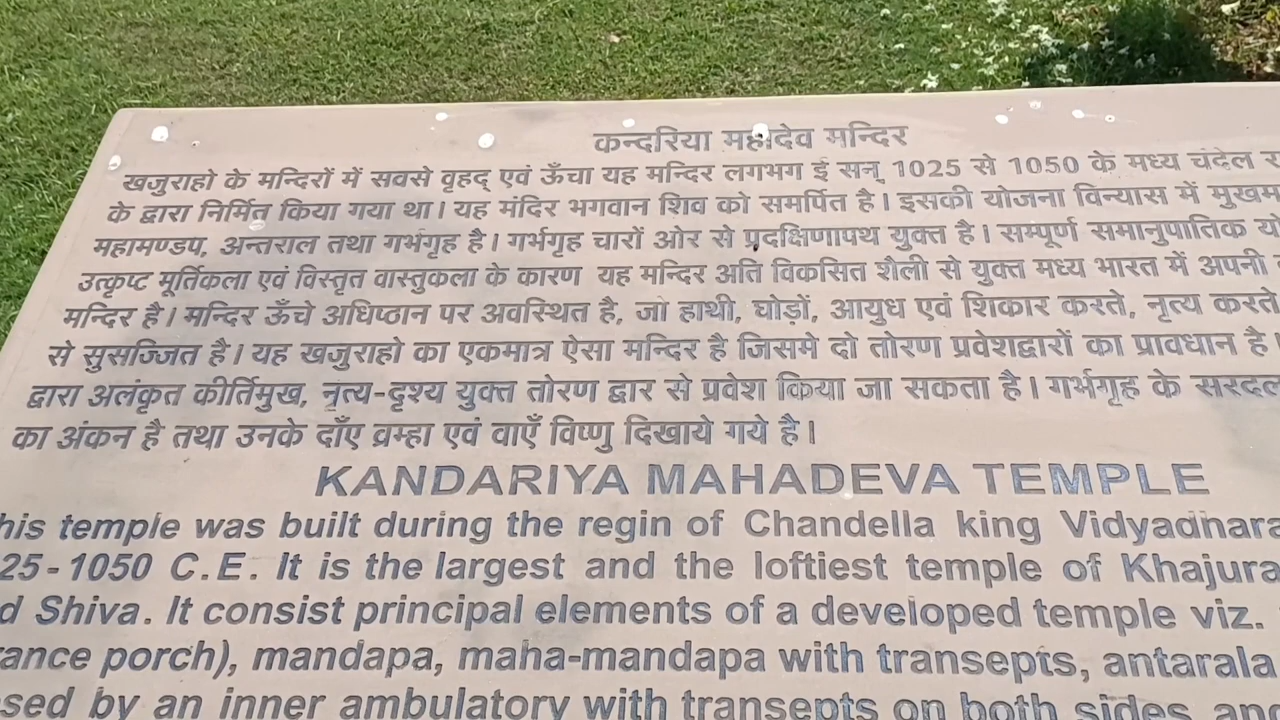 कन्दरिया महादेव मन्दिर
खजुराहो के मन्दिरों में सवसे वृहद् एवं ऊँचा यह मन्दिर लगभग ई सन् 1025 से 1050 के मध्य चंदेल
के द्वारा निर्मित किया गया था। यह मंदिर भगवान शिव को समर्पित है। इसकी योजना विन्यास में
महामण्डप, अन्तराल तथा गर्भगृह है। गर्भगृह चारों ओर से प्रदक्षिणापथ युक्त है। सम्पूर्ण समानुपातिक
उत्कृप्ट मूर्तिकला एवं विस्तृत वास्तुकला के कारण यह मन्दिर अति विकसित शैली से युक्त मध्य भारत में अपनी
मन्दिर है। मन्दिर ऊँचे अधिप्ठान पर अवस्थित है, जो हाथी, घोड़ों, आयुध एवं शिकार करते, नृत्य करते
से सुसज्जित है। यह खजुराहो का एकमात्र ऐसा मन्दिर है जिसमे दो तोरण प्रवेशद्वारों का प्रावधान है।
द्वारा अलंकृत कीर्तिमुख, नृत्य-दृश्य युक्त तोरण द्वार से प्रवेश किया जा सकता है। गर्भगृह के सरदल
का अंकन है तथा उनके दाँए व्रम्हा एवं वाएँ विप्णु दिखाये गये है।
KANDARIYA MAHADEVA TEMPLE
his temple was built during the regin of Chandella king Vidyadhara
25-1050 C.E. It is the largest and the loftiest temple of Khajura
d Shiva. It consist principal elements of a developed temple viz.
rance porch), mandapa, maha-mandapa with transepts, antarala
sed by an inner ambulatory with transepts on both sides and